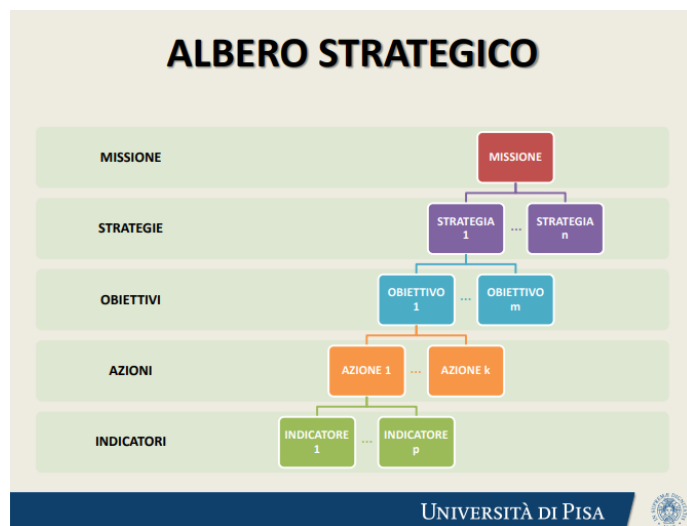 ALBERO STRATEGICO
MISSIONE
MISSIONE
STRATEGIE
STRATEGIA
1
...
STRATEGIA
n
OBIETTIVI
OBIETTIVO
1
...
OBIETTIVO
m
AZIONI
AZIONE 1
...
AZIONE k
INDICATORI
INDICATORE
1
...
INDICATORE
p
UNIVERSITÀ DI PISA